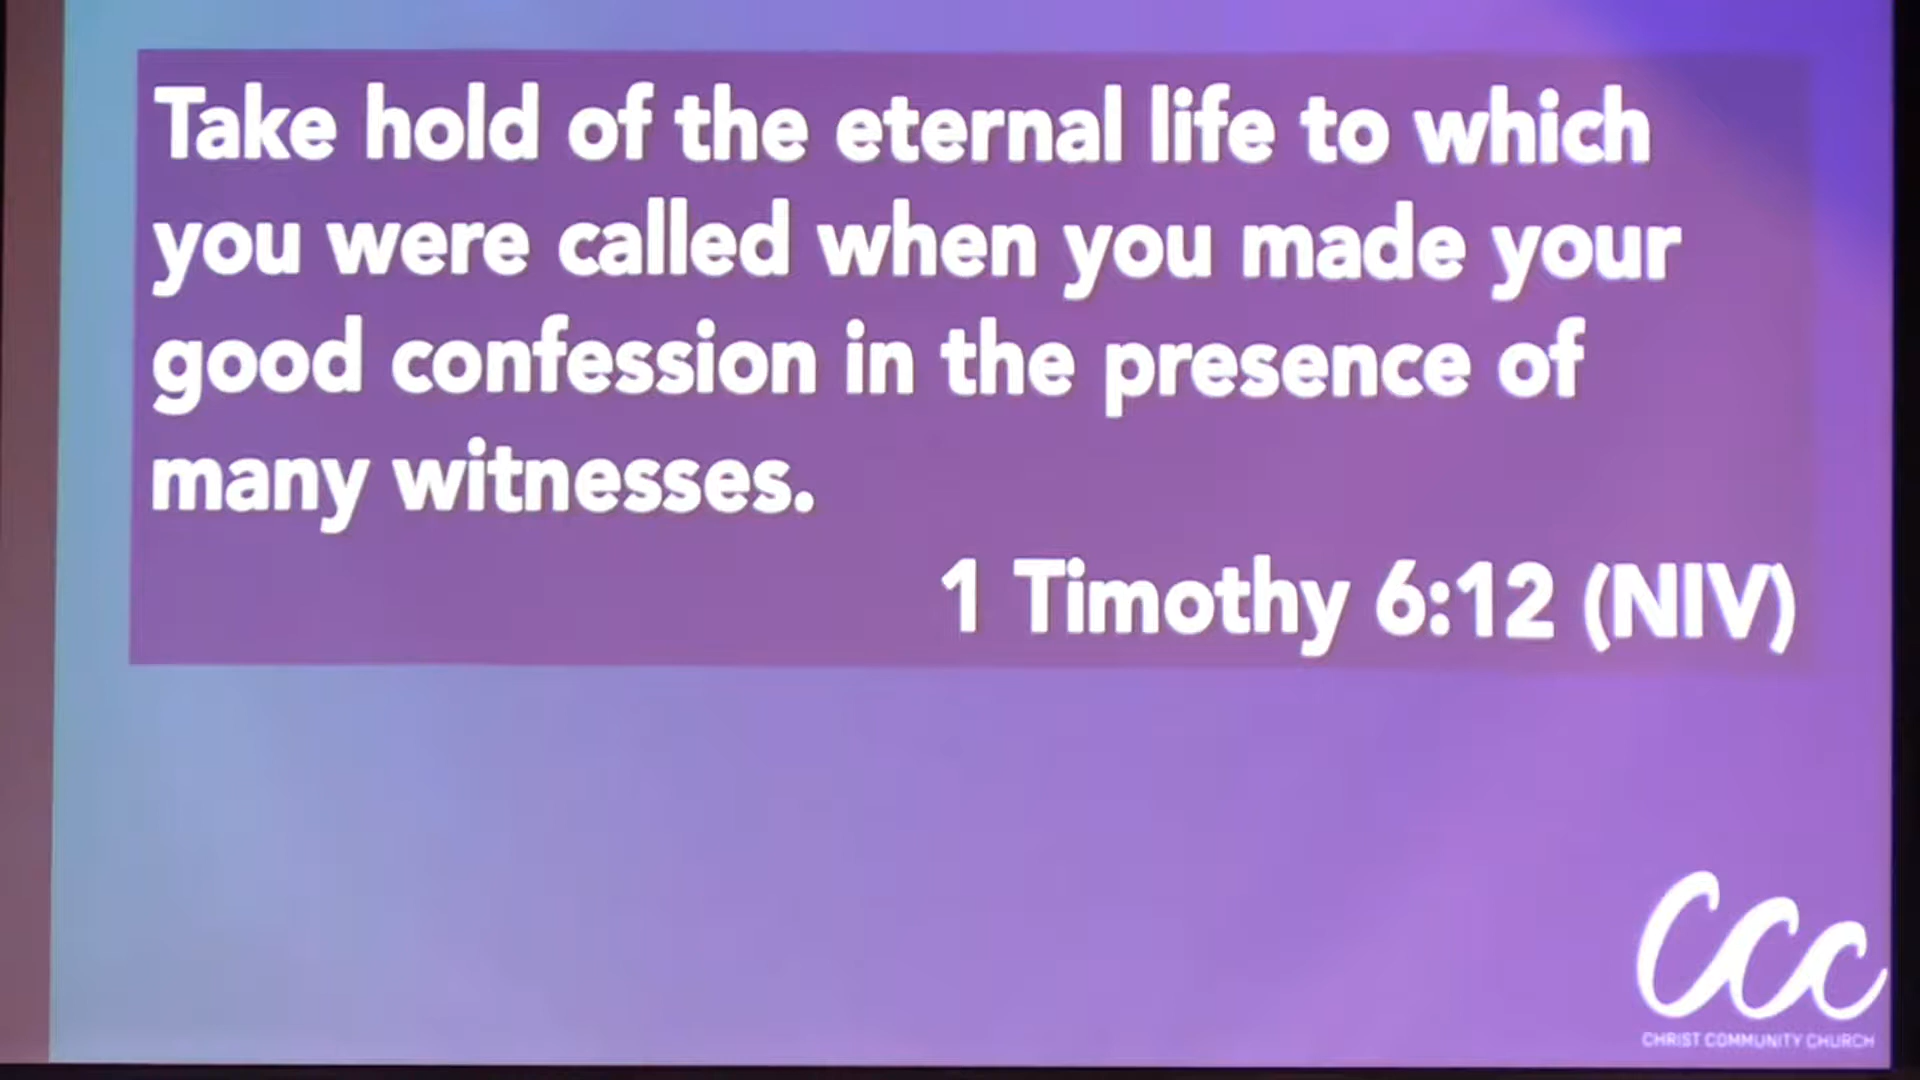 Take hold of the eternal life to which
you were called when you made your
good confession in the presence of
many witnesses.
1 Timothy 6:12 (NIV)
CCC
CHRIST COMMUNITY CHURCH